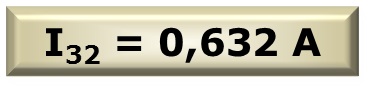 I₃₂ = 0,632 A